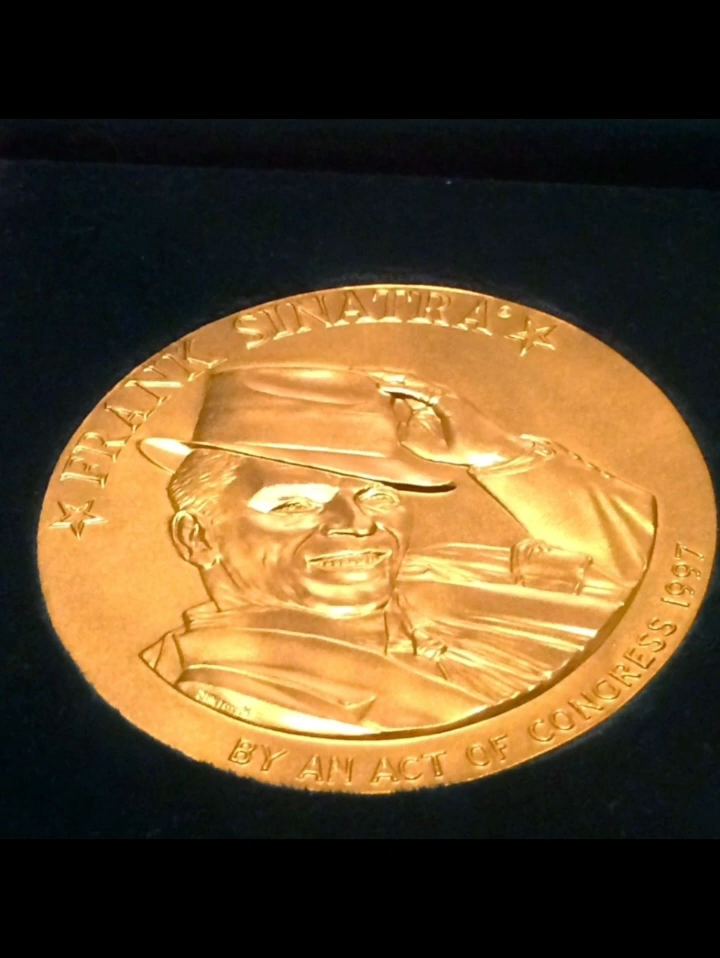 ★ FRANK SINATRA ★
BY AN ACT OF CONGRESS 1997